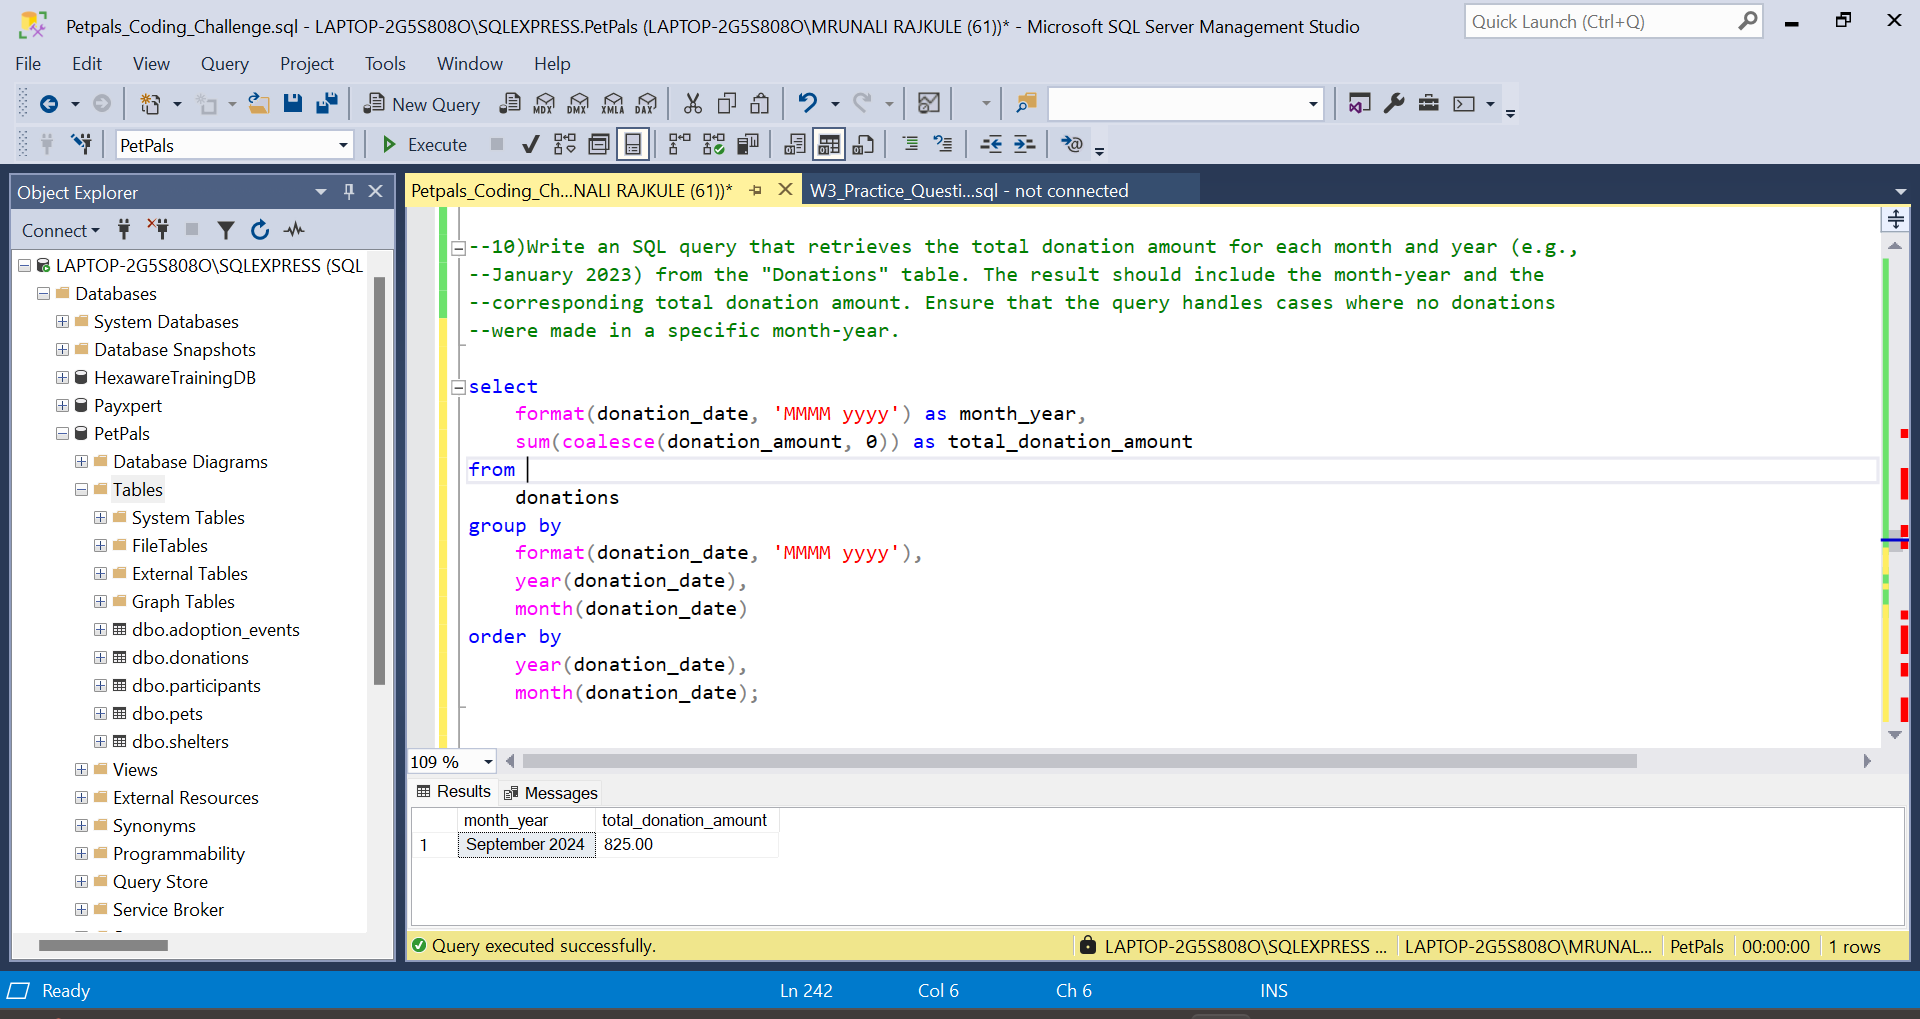 Petpals_Coding_Challenge.sql - LAPTOP-2G5S808O\SQLEXPRESS.PetPals (LAPTOP-2G5S808O\MRUNALI RAJKULE (61))* - Microsoft SQL Server Management Studio
Quick Launch (Ctrl+Q)
File Edit View Query Project Tools Window Help
New Query MDX DMX XMLA DAX
PetPals Execute
Object Explorer
Connect
LAPTOP-2G5S808O\SQLEXPRESS (SQL
Databases
System Databases
Database Snapshots
HexawareTrainingDB
Payxpert
PetPals
Database Diagrams
Tables
System Tables
FileTables
External Tables
Graph Tables
dbo.adoption_events
dbo.donations
dbo.participants
dbo.pets
dbo.shelters
Views
External Resources
Synonyms
Programmability
Query Store
Service Broker
Petpals_Coding_Ch...NALI RAJKULE (61))* W3_Practice_Questi...sql - not connected
--10)Write an SQL query that retrieves the total donation amount for each month and year (e.g.,
--January 2023) from the "Donations" table. The result should include the month-year and the
--corresponding total donation amount. Ensure that the query handles cases where no donations
--were made in a specific month-year.
select
format(donation_date, 'MMMM yyyy') as month_year,
sum(coalesce(donation_amount, 0)) as total_donation_amount
from
donations
group by
format(donation_date, 'MMMM yyyy'),
year(donation_date),
month(donation_date)
order by
year(donation_date),
month(donation_date);
109 %
Results Messages
month_year total_donation_amount
1 September 2024 825.00
Query executed successfully. LAPTOP-2G5S808O\SQLEXPRESS ... LAPTOP-2G5S808O\MRUNAL... PetPals 00:00:00 1 rows
Ready Ln 242 Col 6 Ch 6 INS